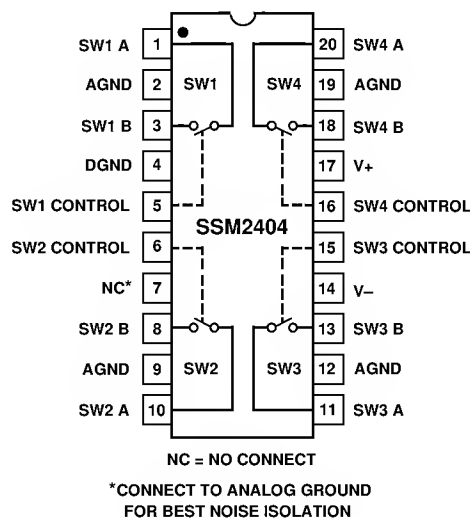 SW1 A 1 20 SW4 A
AGND 2 SW1 SW4 19 AGND
SW1 B 3 18 SW4 B
DGND 4 17 V+
SW1 CONTROL 5 16 SW4 CONTROL
SSM2404
SW2 CONTROL 6 15 SW3 CONTROL
NC* 7 14 V–
SW2 B 8 13 SW3 B
AGND 9 SW2 SW3 12 AGND
SW2 A 10 11 SW3 A
NC = NO CONNECT
*CONNECT TO ANALOG GROUND
FOR BEST NOISE ISOLATION